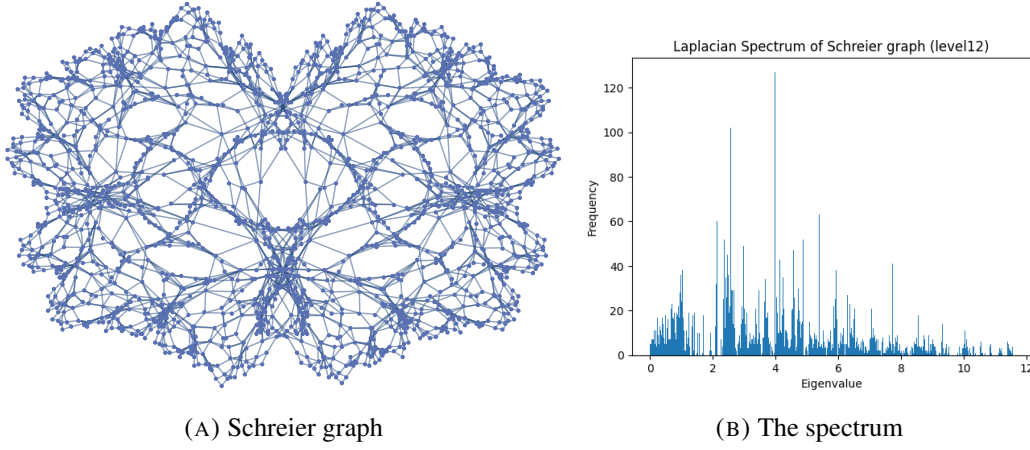 Laplacian Spectrum of Schreier graph (level12)
120
100
80
60
40
20
0
Frequency
0 2 4 6 8 10 12
Eigenvalue
(A) Schreier graph
(B) The spectrum